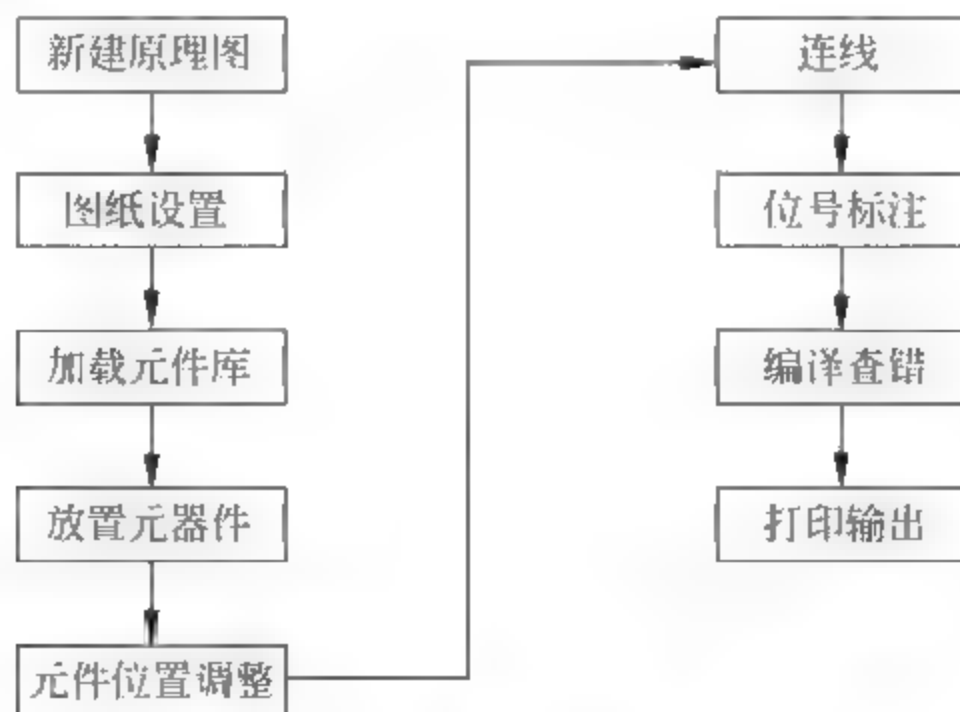 新建原理图
图纸设置
加载元件库
放置元器件
元件位置调整
连线
位号标注
编译查错
打印输出